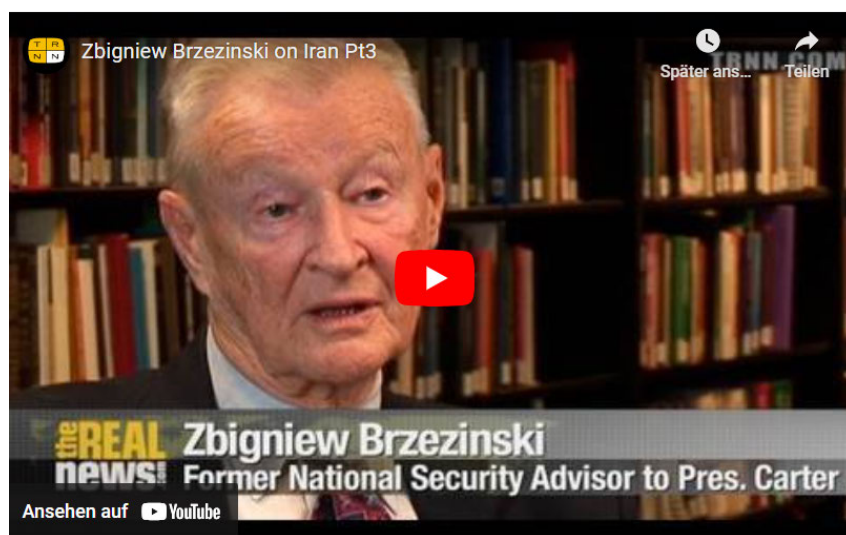 T R
N N
Zbigniew Brzezinski on Iran Pt3
Später ans...
Teilen
TRNN.COM
the REAL
news.com
Zbigniew Brzezinski
Former National Security Advisor to Pres. Carter
Ansehen auf YouTube